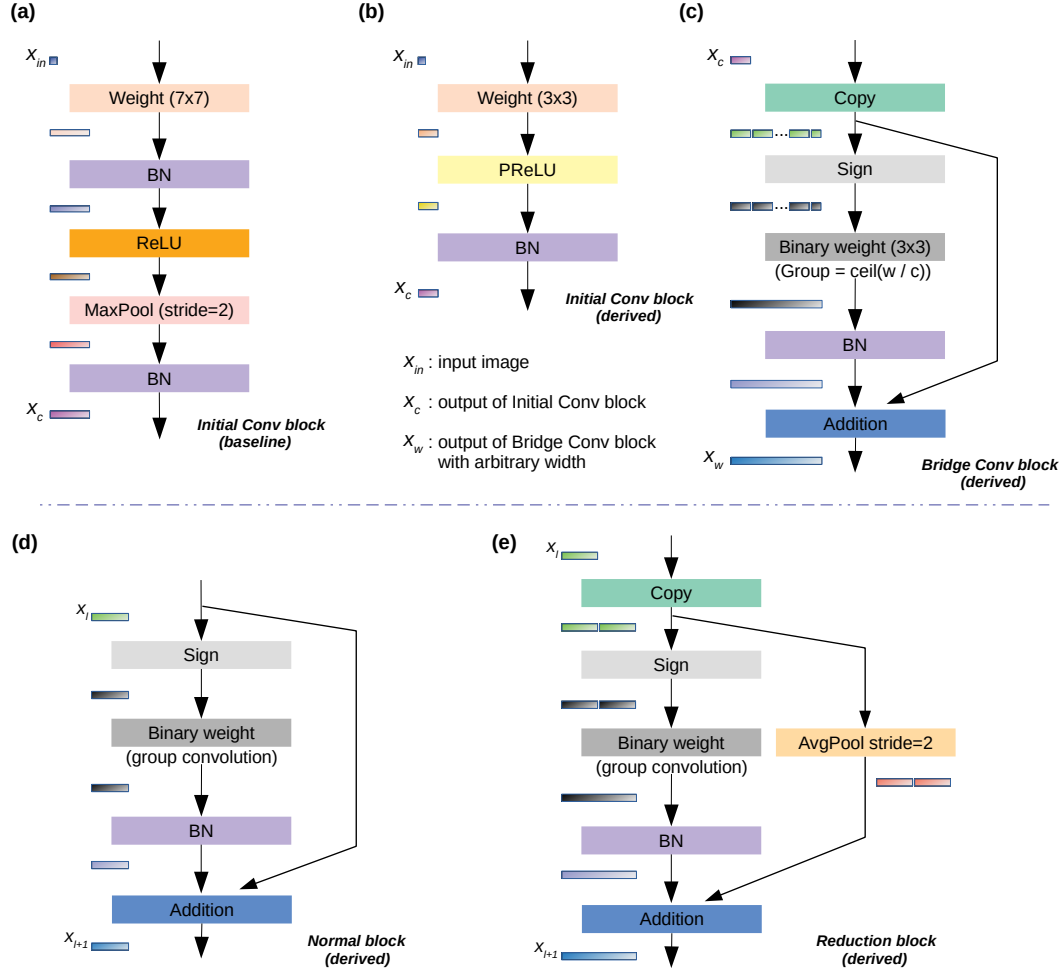 (a)
X_in
Weight (7x7)
BN
ReLU
MaxPool (stride=2)
BN
X_c
Initial Conv block
(baseline)
(b)
X_in
Weight (3x3)
PReLU
BN
X_c
Initial Conv block
(derived)
X_in : input image
X_c : output of Initial Conv block
X_w : output of Bridge Conv block
with arbitrary width
(c)
X_c
Copy
...
Sign
...
Binary weight (3x3)
(Group = ceil(w / c))
BN
Addition
X_w
Bridge Conv block
(derived)
(d)
X_l
Sign
Binary weight
(group convolution)
BN
Addition
X_l+1
Normal block
(derived)
(e)
X_l
Copy
Sign
Binary weight
(group convolution)
AvgPool stride=2
BN
Addition
X_l+1
Reduction block
(derived)